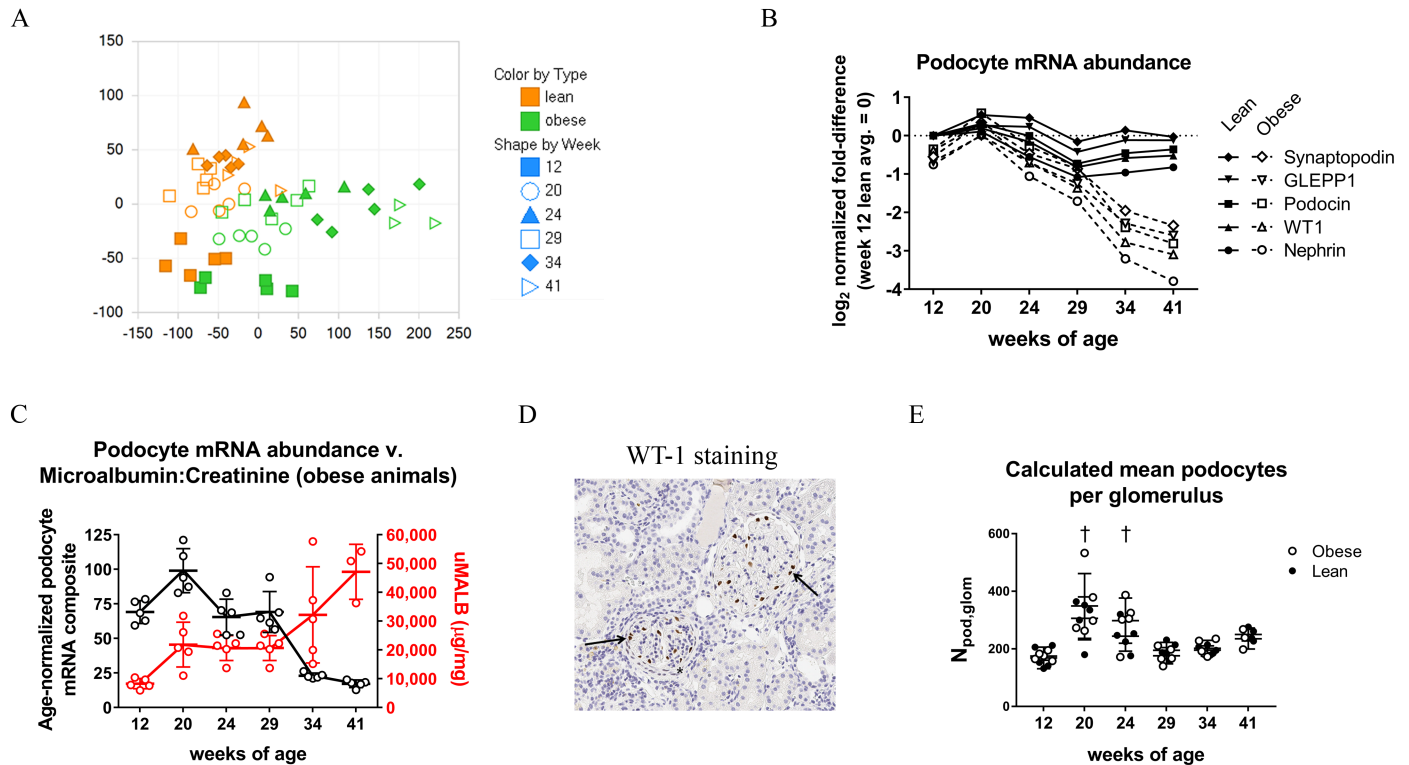 A
150
100
50
0
-50
-100
-150
-100
-50
0
50
100
150
200
250
Color by Type
lean
obese
Shape by Week
12
20
24
29
34
41
B
Podocyte mRNA abundance
log2 normalized fold-difference
(week 12 lean avg. = 0)
1
0
-1
-2
-3
-4
12
20
24
29
34
41
weeks of age
Lean
Obese
Synaptopodin
GLEPP1
Podocin
WT1
Nephrin
C
Podocyte mRNA abundance v.
Microalbumin:Creatinine (obese animals)
Age-normalized podocyte
mRNA composite
125
100
75
50
25
0
60,000
50,000
40,000
30,000
20,000
10,000
0
uMALB (μg/mg)
12
20
24
29
34
41
weeks of age
D
WT-1 staining
*
E
Calculated mean podocytes
per glomerulus
Npod,glom
600
400
200
0
† †
12
20
24
29
34
41
weeks of age
Obese
Lean